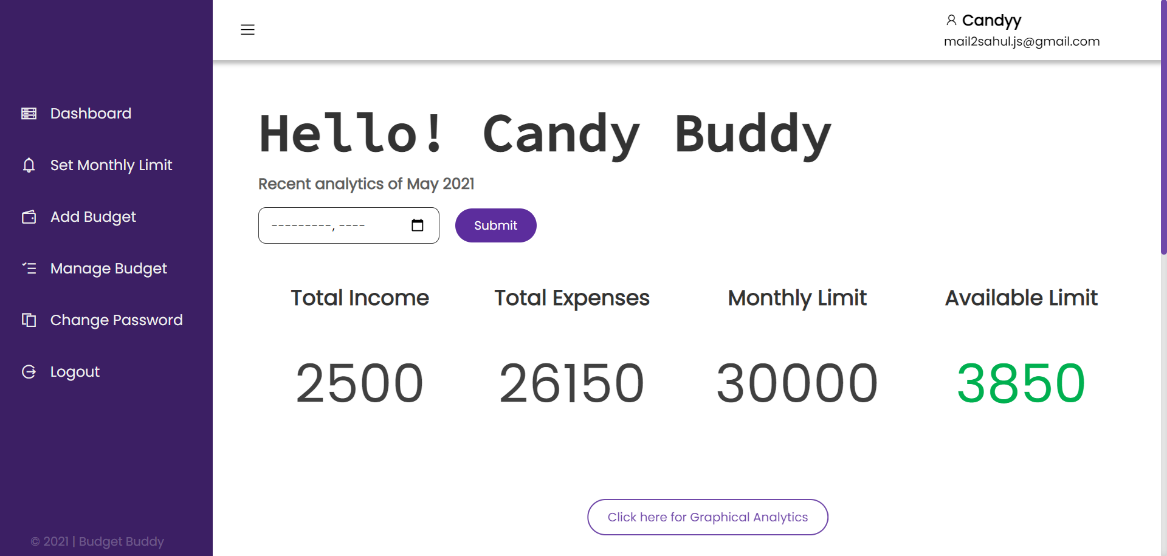 Candyy
mail2sahul.js@gmail.com
Dashboard
Set Monthly Limit
Add Budget
Manage Budget
Change Password
Logout
© 2021 | Budget Buddy
Hello! Candy Buddy
Recent analytics of May 2021
---------, ----
Submit
Total Income Total Expenses Monthly Limit Available Limit
2500 26150 30000 3850
Click here for Graphical Analytics